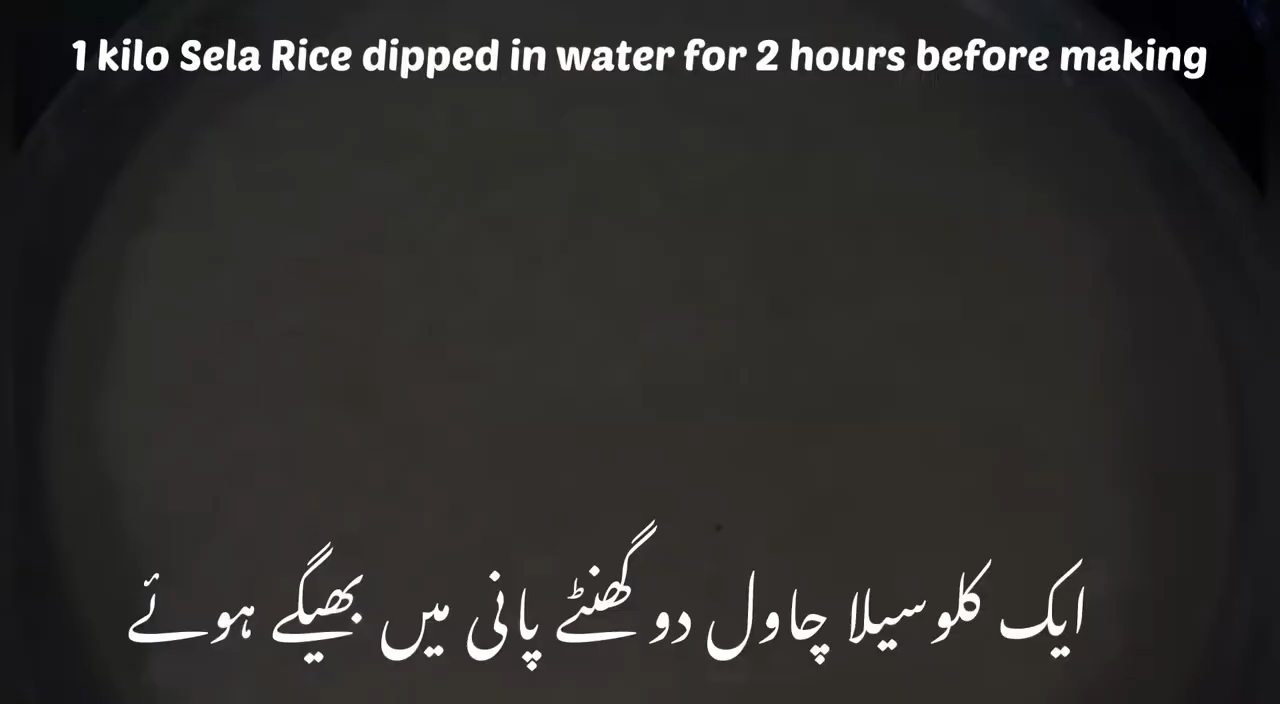 1 kilo Sela Rice dipped in water for 2 hours before making
ایک کلو سیلا چاول دو گھنٹے پانی میں بھیگے ہوئے